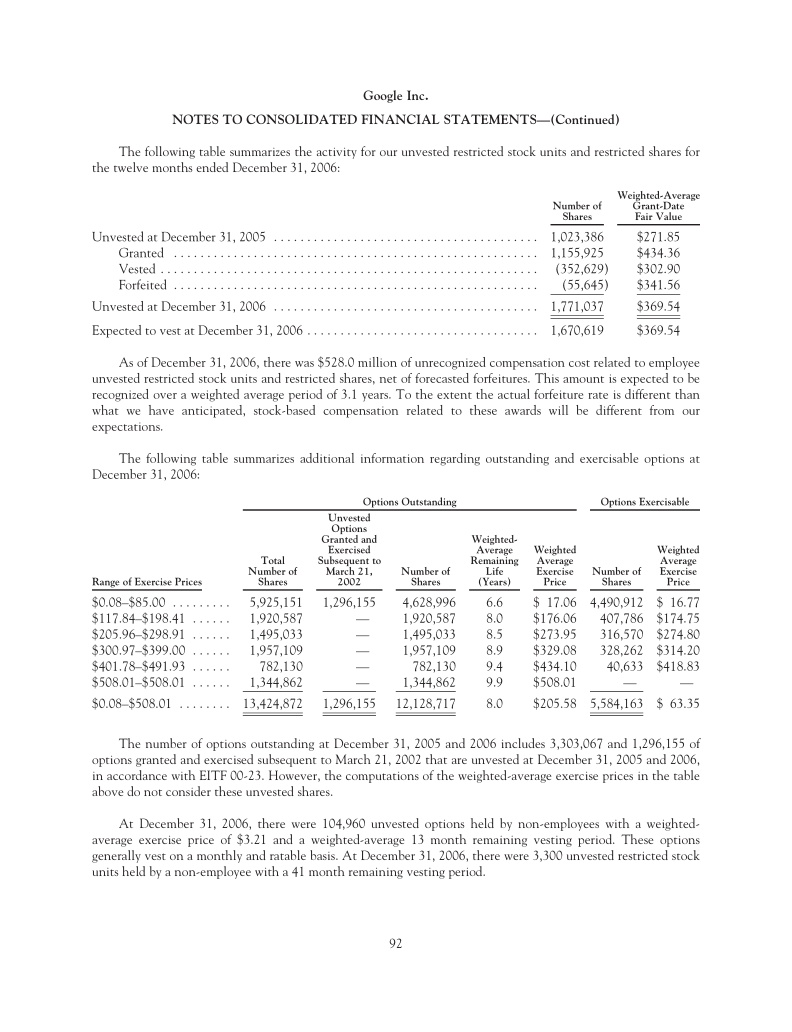 Google Inc.
NOTES TO CONSOLIDATED FINANCIAL STATEMENTS—(Continued)
The following table summarizes the activity for our unvested restricted stock units and restricted shares for
the twelve months ended December 31, 2006:
Number of Shares Weighted-Average Grant-Date Fair Value
Unvested at December 31, 2005 ........................................ 1,023,386 $271.85
Granted ........................................ 1,155,925 $434.36
Vested ........................................ (352,629) $302.90
Forfeited ........................................ (55,645) $341.56
Unvested at December 31, 2006 ........................................ 1,771,037 $369.54
Expected to vest at December 31, 2006 ................................... 1,670,619 $369.54
As of December 31, 2006, there was $528.0 million of unrecognized compensation cost related to employee
unvested restricted stock units and restricted shares, net of forecasted forfeitures. This amount is expected to be
recognized over a weighted average period of 3.1 years. To the extent the actual forfeiture rate is different than
what we have anticipated, stock-based compensation related to these awards will be different from our
expectations.
The following table summarizes additional information regarding outstanding and exercisable options at
December 31, 2006:
Options Outstanding Options Exercisable
Range of Exercise Prices Total Number of Shares Unvested Options Granted and Exercised Subsequent to March 21, 2002 Number of Shares Weighted-Average Remaining Life (Years) Weighted Average Exercise Price Number of Shares Weighted Average Exercise Price
$0.08–$85.00 ......... 5,925,151 1,296,155 4,628,996 6.6 $ 17.06 4,490,912 $ 16.77
$117.84–$198.41 ...... 1,920,587 — 1,920,587 8.0 $176.06 407,786 $174.75
$205.96–$298.91 ...... 1,495,033 — 1,495,033 8.5 $273.95 316,570 $274.80
$300.97–$399.00 ...... 1,957,109 — 1,957,109 8.9 $329.08 328,262 $314.20
$401.78–$491.93 ...... 782,130 — 782,130 9.4 $434.10 40,633 $418.83
$508.01–$508.01 ...... 1,344,862 — 1,344,862 9.9 $508.01 — —
$0.08–$508.01 ........ 13,424,872 1,296,155 12,128,717 8.0 $205.58 5,584,163 $ 63.35
The number of options outstanding at December 31, 2005 and 2006 includes 3,303,067 and 1,296,155 of
options granted and exercised subsequent to March 21, 2002 that are unvested at December 31, 2005 and 2006,
in accordance with EITF 00-23. However, the computations of the weighted-average exercise prices in the table
above do not consider these unvested shares.
At December 31, 2006, there were 104,960 unvested options held by non-employees with a weighted-
average exercise price of $3.21 and a weighted-average 13 month remaining vesting period. These options
generally vest on a monthly and ratable basis. At December 31, 2006, there were 3,300 unvested restricted stock
units held by a non-employee with a 41 month remaining vesting period.
92